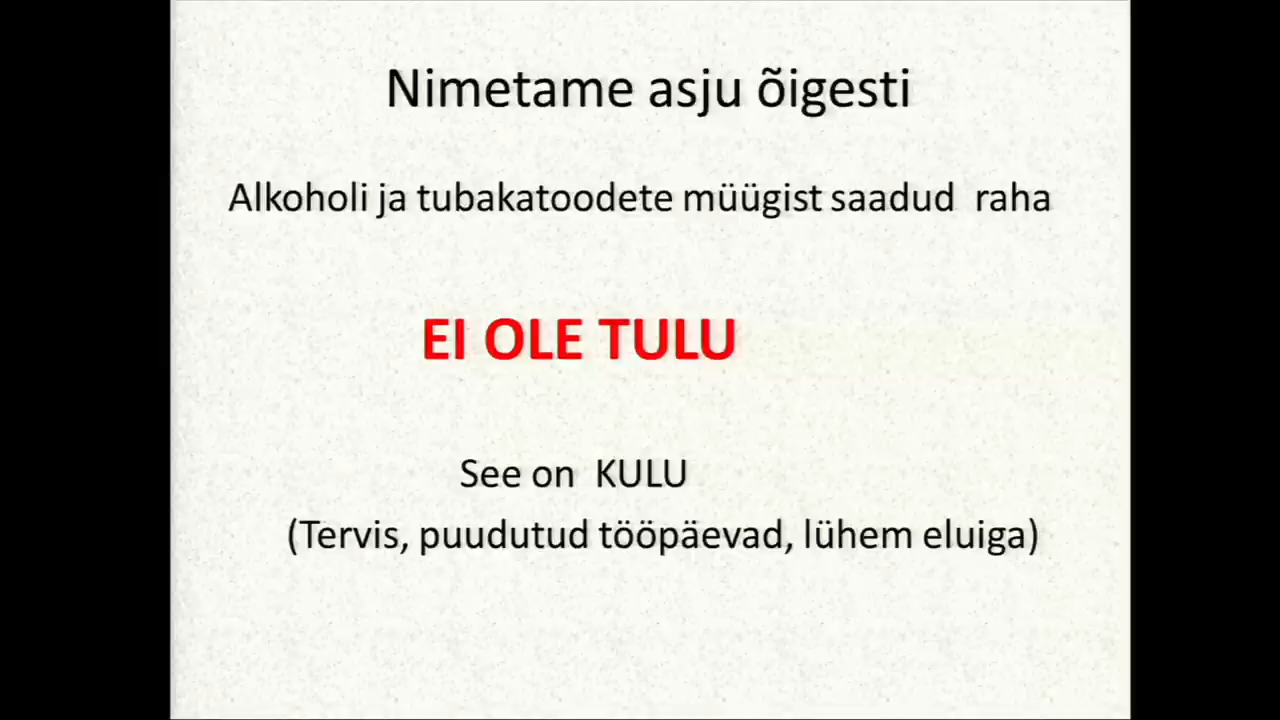 Nimetame asju õigesti
Alkoholi ja tubakatoodete müügist saadud raha
EI OLE TULU
See on KULU
(Tervis, puudutud tööpäevad, lühem eluiga)